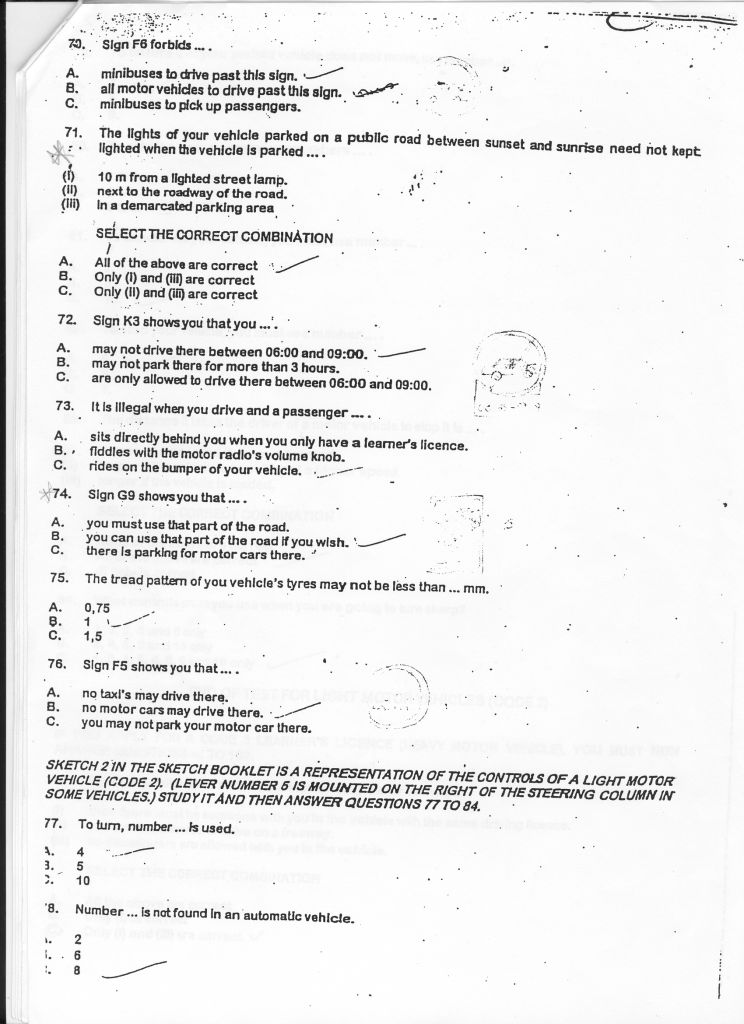 70. Sign F6 forbids ... .
A. minibuses to drive past this sign.
B. all motor vehicles to drive past this sign.
C. minibuses to pick up passengers.
71. The lights of your vehicle parked on a public road between sunset and sunrise need not kept
lighted when the vehicle is parked ... .
(i) 10 m from a lighted street lamp.
(ii) next to the roadway of the road.
(iii) in a demarcated parking area
SELECT THE CORRECT COMBINATION
A. All of the above are correct
B. Only (i) and (iii) are correct
C. Only (ii) and (iii) are correct
72. Sign K3 shows you that you ... .
A. may not drive there between 06:00 and 09:00.
B. may not park there for more than 3 hours.
C. are only allowed to drive there between 06:00 and 09:00.
73. It is illegal when you drive and a passenger ... .
A. sits directly behind you when you only have a learner's licence.
B. fiddles with the motor radio's volume knob.
C. rides on the bumper of your vehicle.
74. Sign G9 shows you that ... .
A. you must use that part of the road.
B. you can use that part of the road if you wish.
C. there is parking for motor cars there.
75. The tread pattern of you vehicle's tyres may not be less than ... mm.
A. 0,75
B. 1
C. 1,5
76. Sign F5 shows you that ... .
A. no taxi's may drive there.
B. no motor cars may drive there.
C. you may not park your motor car there.
SKETCH 2 IN THE SKETCH BOOKLET IS A REPRESENTATION OF THE CONTROLS OF A LIGHT MOTOR
VEHICLE (CODE 2). (LEVER NUMBER 5 IS MOUNTED ON THE RIGHT OF THE STEERING COLUMN IN
SOME VEHICLES.) STUDY IT AND THEN ANSWER QUESTIONS 77 TO 84.
77. To turn, number ... is used.
A. 4
B. 5
C. 10
8. Number ... is not found in an automatic vehicle.
2
6
8